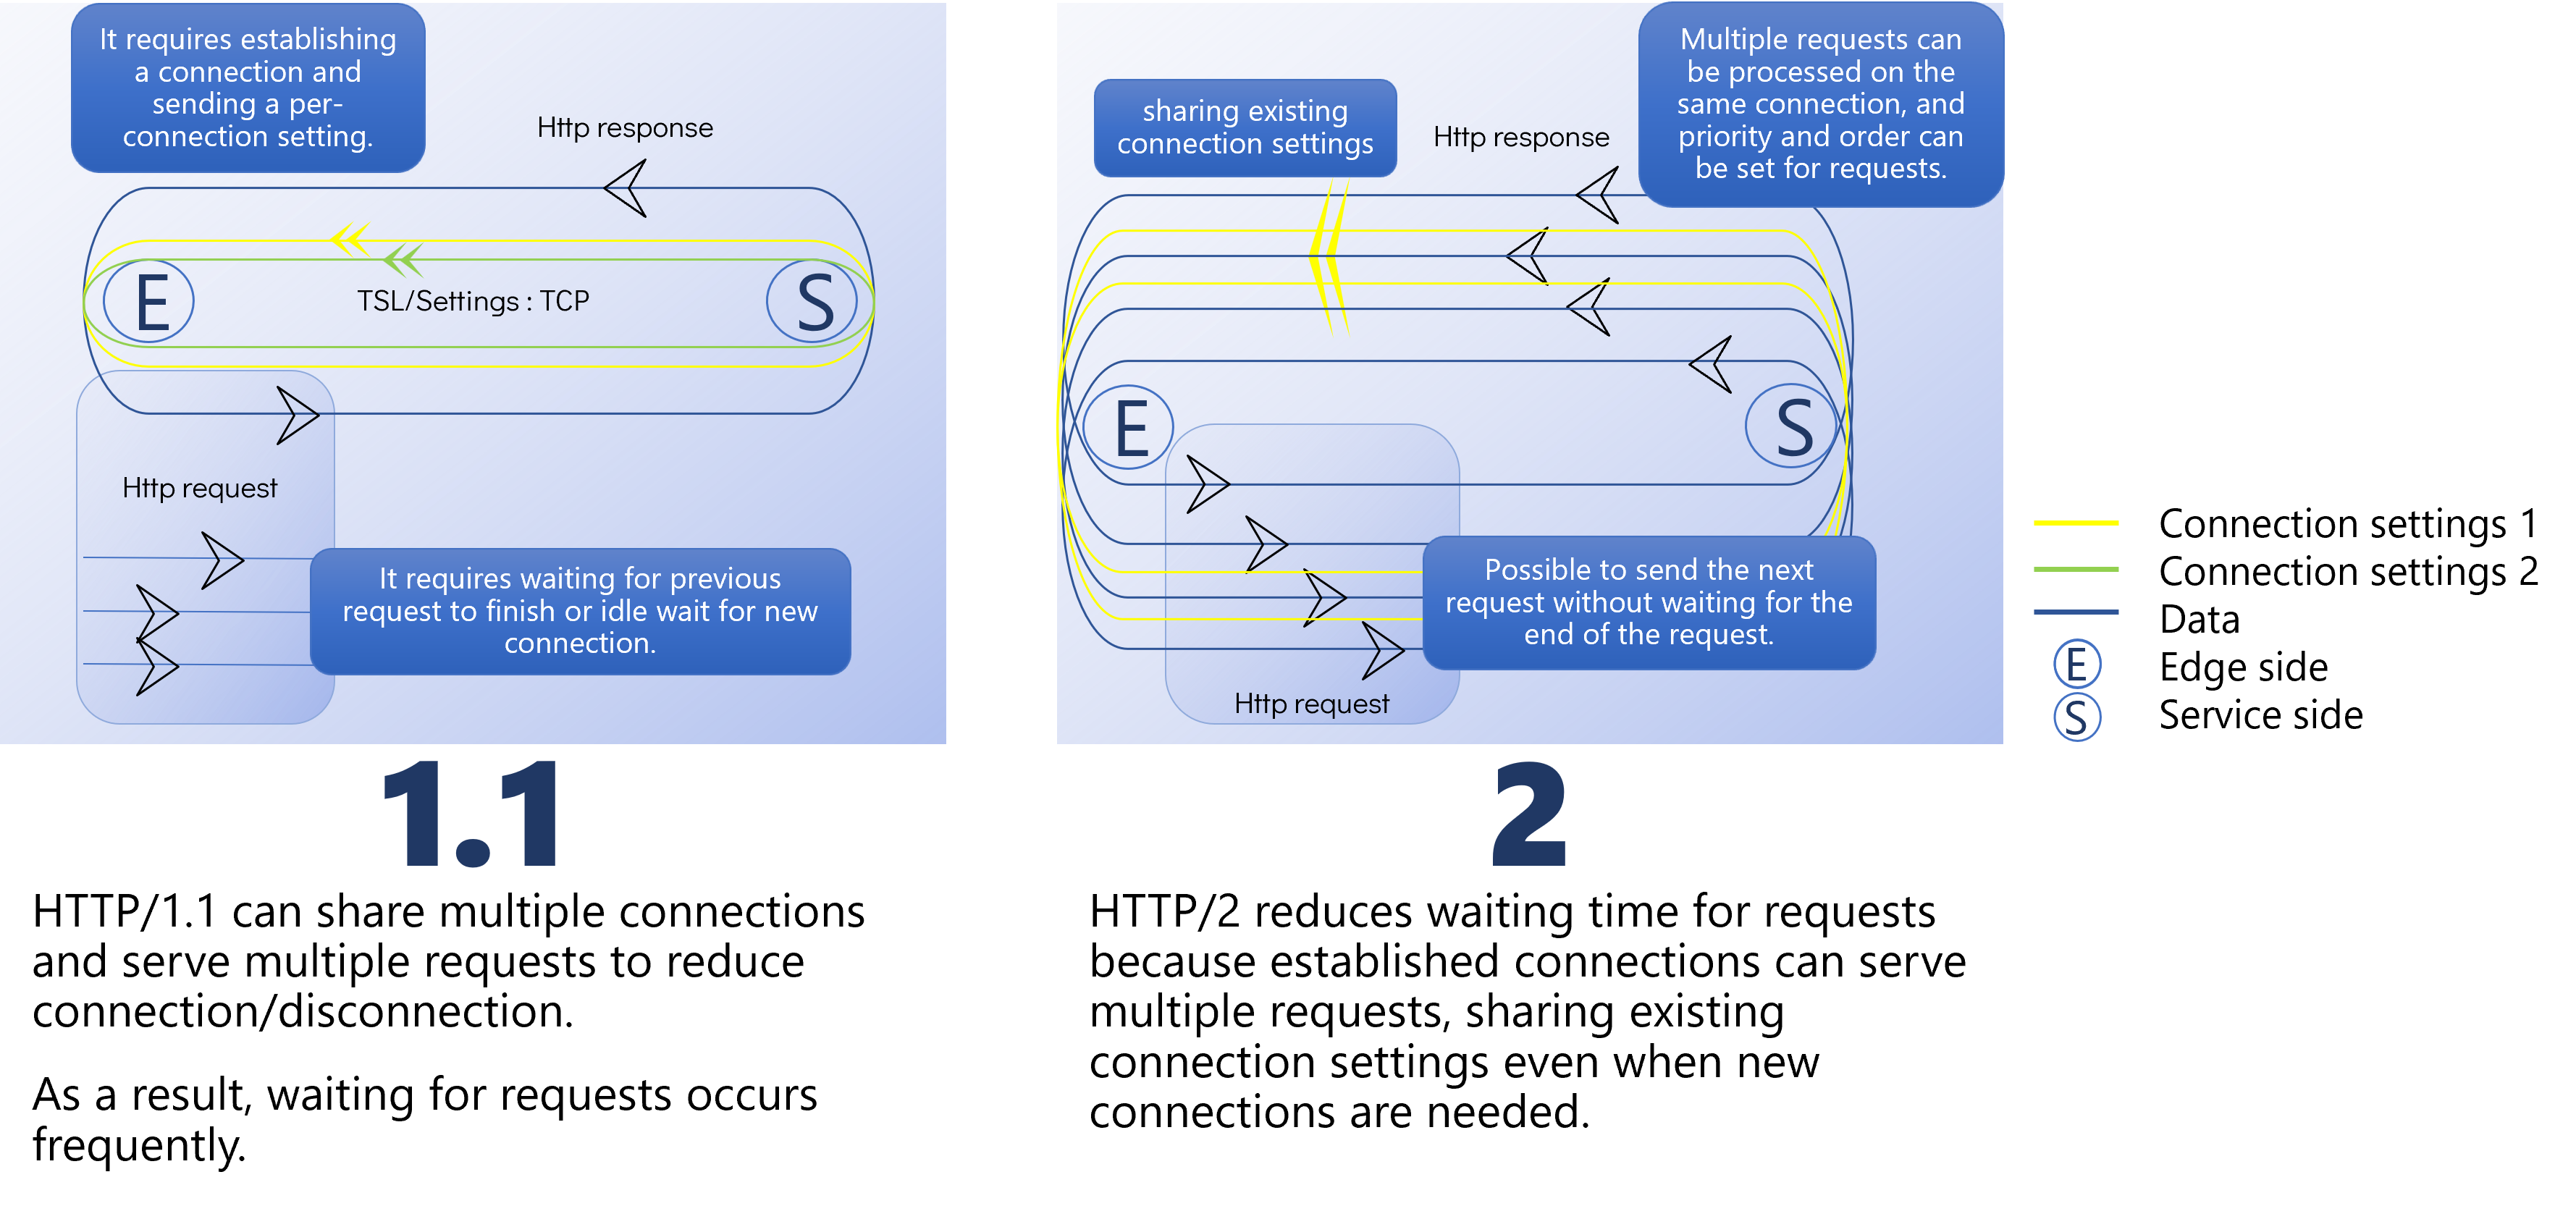 It requires establishing
a connection and
sending a per-
connection setting.
Http response
E
TSL/Settings : TCP
S
Http request
It requires waiting for previous
request to finish or idle wait for new
connection.
1.1
HTTP/1.1 can share multiple connections
and serve multiple requests to reduce
connection/disconnection.
As a result, waiting for requests occurs
frequently.
sharing existing
connection settings
Http response
Multiple requests can
be processed on the
same connection, and
priority and order can
be set for requests.
E
S
Possible to send the next
request without waiting for the
end of the request.
Http request
2
HTTP/2 reduces waiting time for requests
because established connections can serve
multiple requests, sharing existing
connection settings even when new
connections are needed.
Connection settings 1
Connection settings 2
Data
E Edge side
S Service side